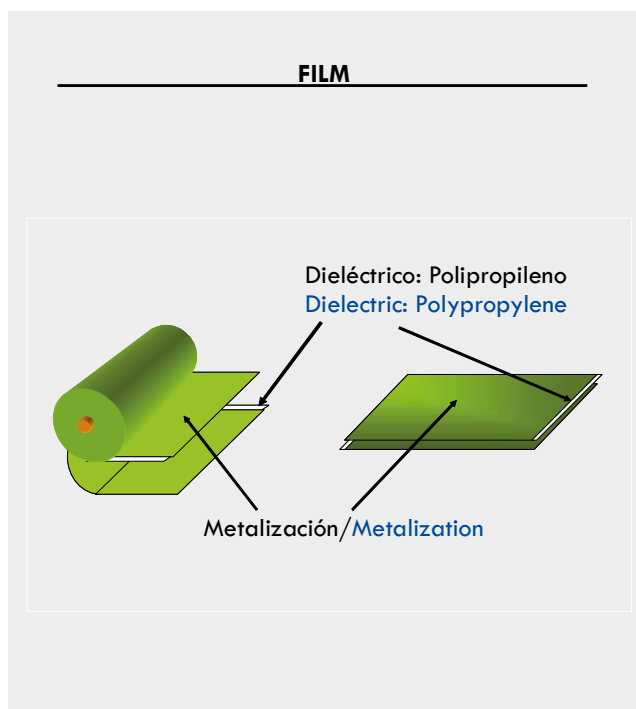 FILM
Dieléctrico: Polipropileno
Dielectric: Polypropylene
Metalización/Metalization